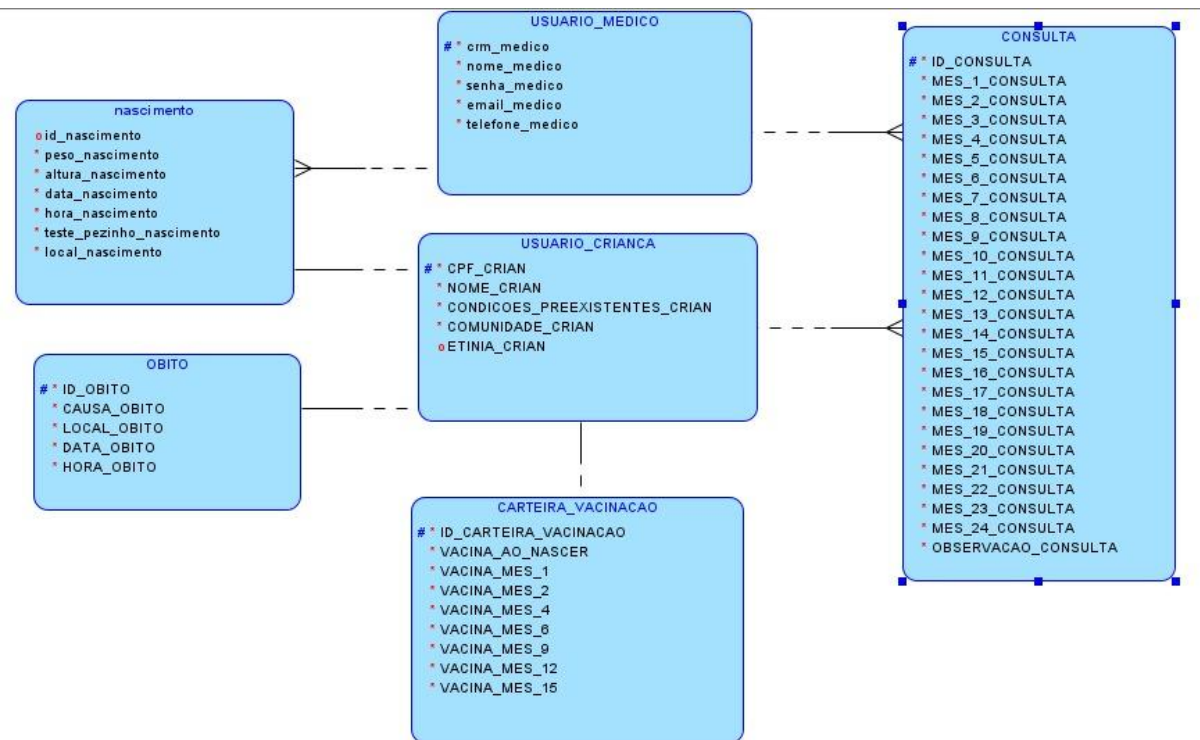 USUARIO_MEDICO
# * crm_medico
* nome_medico
* senha_medico
* email_medico
* telefone_medico
nascimento
o id_nascimento
* peso_nascimento
* altura_nascimento
* data_nascimento
* hora_nascimento
* teste_pezinho_nascimento
* local_nascimento
USUARIO_CRIANCA
# * CPF_CRIAN
* NOME_CRIAN
* CONDICOES_PREEXISTENTES_CRIAN
* COMUNIDADE_CRIAN
o ETINIA_CRIAN
OBITO
# * ID_OBITO
* CAUSA_OBITO
* LOCAL_OBITO
* DATA_OBITO
* HORA_OBITO
CARTEIRA_VACINACAO
# * ID_CARTEIRA_VACINACAO
* VACINA_AO_NASCER
* VACINA_MES_1
* VACINA_MES_2
* VACINA_MES_4
* VACINA_MES_6
* VACINA_MES_9
* VACINA_MES_12
* VACINA_MES_15
CONSULTA
# * ID_CONSULTA
* MES_1_CONSULTA
* MES_2_CONSULTA
* MES_3_CONSULTA
* MES_4_CONSULTA
* MES_5_CONSULTA
* MES_6_CONSULTA
* MES_7_CONSULTA
* MES_8_CONSULTA
* MES_9_CONSULTA
* MES_10_CONSULTA
* MES_11_CONSULTA
* MES_12_CONSULTA
* MES_13_CONSULTA
* MES_14_CONSULTA
* MES_15_CONSULTA
* MES_16_CONSULTA
* MES_17_CONSULTA
* MES_18_CONSULTA
* MES_19_CONSULTA
* MES_20_CONSULTA
* MES_21_CONSULTA
* MES_22_CONSULTA
* MES_23_CONSULTA
* MES_24_CONSULTA
* OBSERVACAO_CONSULTA